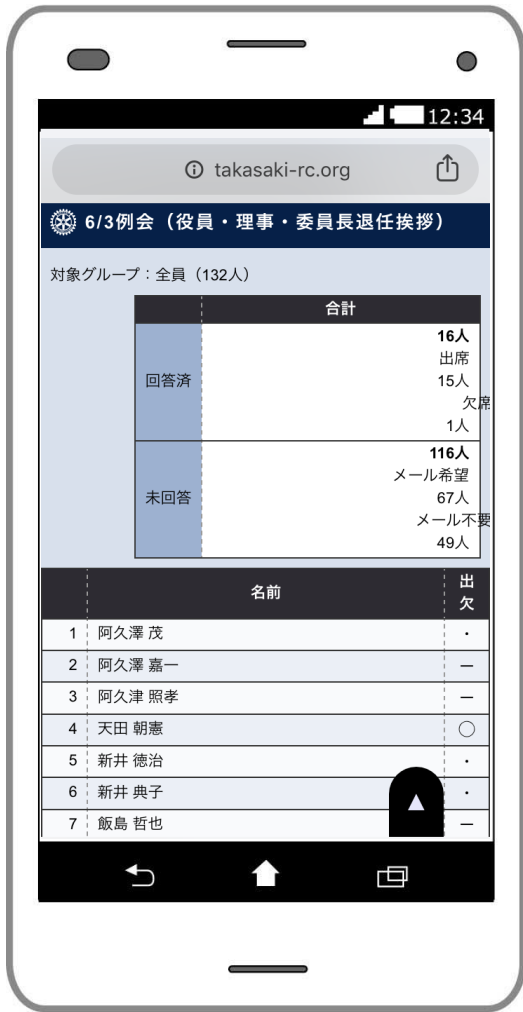 12:34
takasaki-rc.org
6/3例会（役員・理事・委員長退任挨拶）
対象グループ：全員（132人）
合計
回答済
16人
出席
15人
欠席
1人
未回答
116人
メール希望
67人
メール不要
49人
名前 出欠
1 阿久澤 茂 ・
2 阿久澤 嘉一 －
3 阿久津 照孝 －
4 天田 朝憲 ○
5 新井 徳治 ・
6 新井 典子 ・
7 飯島 哲也 －
▲